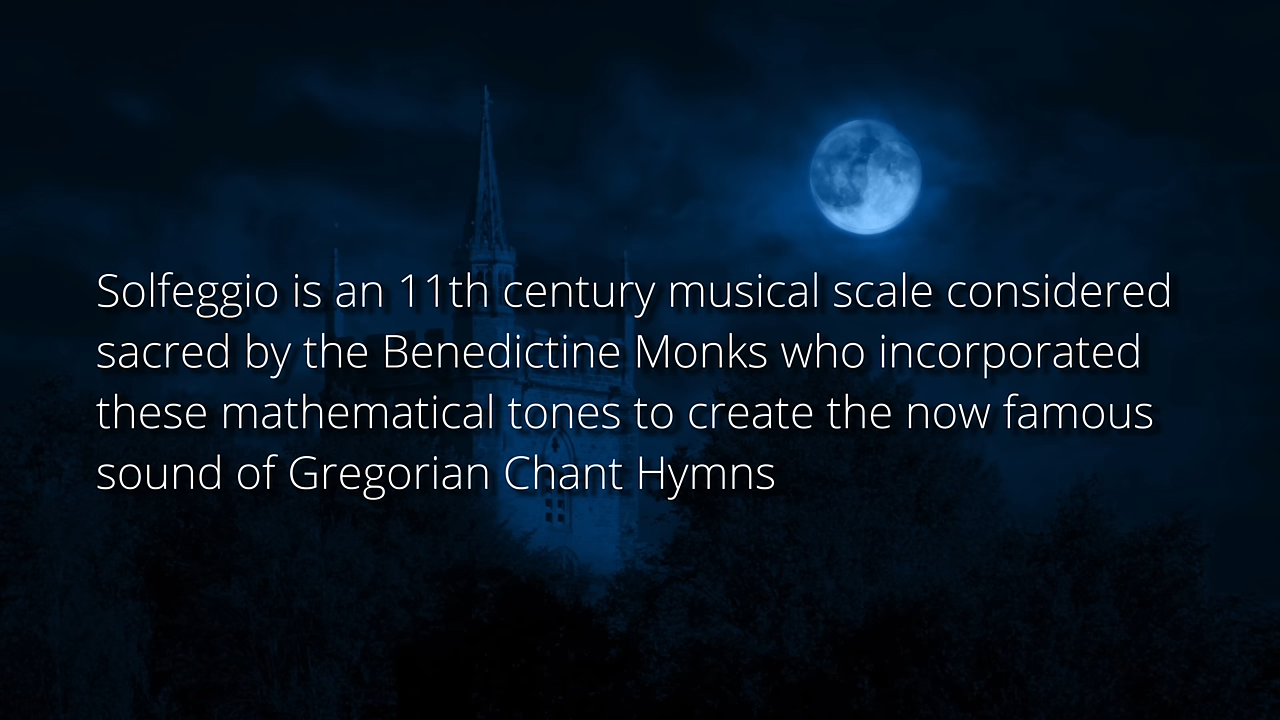 Solfeggio is an 11th century musical scale considered
sacred by the Benedictine Monks who incorporated
these mathematical tones to create the now famous
sound of Gregorian Chant Hymns